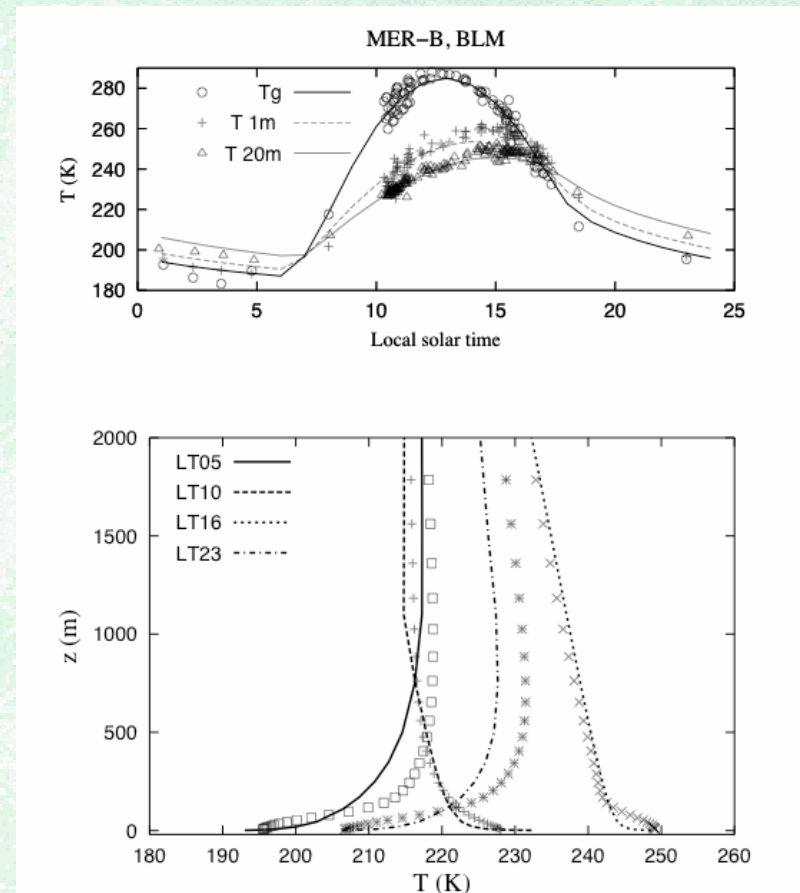 MER−B, BLM
T (K)
280
260
240
220
200
180
Tg
T 1m
T 20m
0 5 10 15 20 25
Local solar time
z (m)
2000
1500
1000
500
0
LT05
LT10
LT16
LT23
180 190 200 210 220 230 240 250 260
T (K)